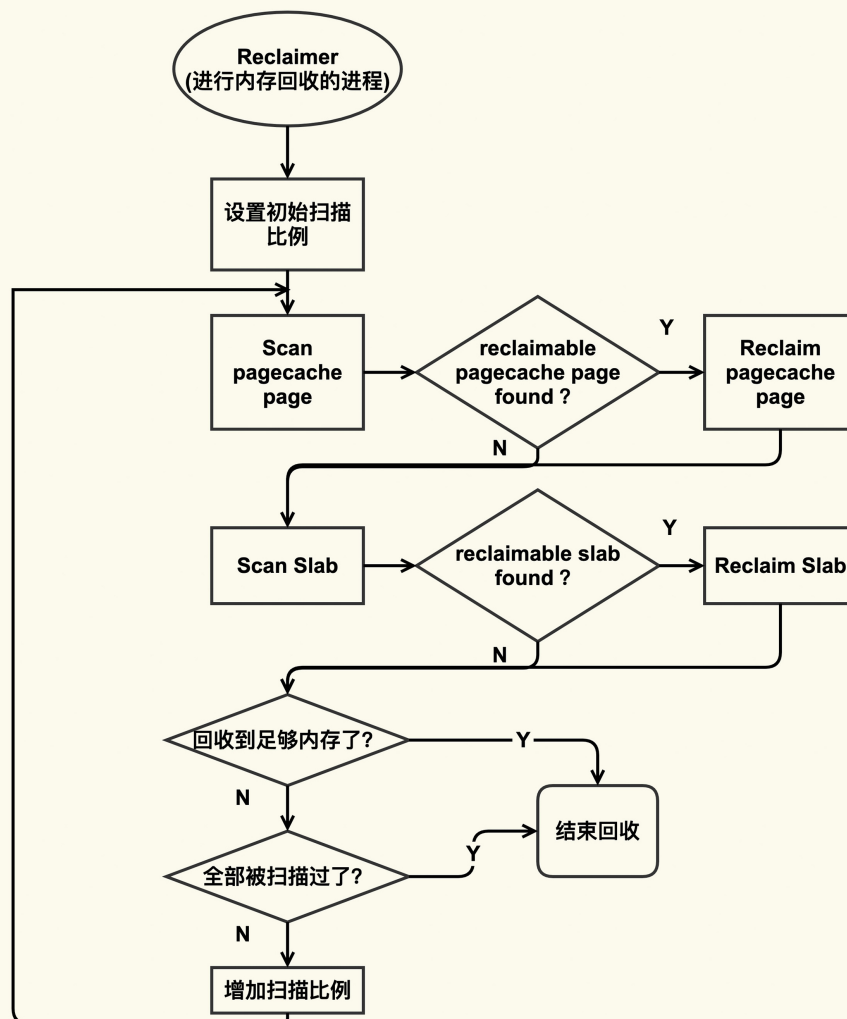 Reclaimer
(进行内存回收的进程)
设置初始扫描
比例
Scan
pagecache
page
reclaimable
pagecache page
found ?
Y
Reclaim
pagecache
page
N
Scan Slab
reclaimable slab
found ?
Y
Reclaim Slab
N
回收到足够内存了?
Y
N
结束回收
全部被扫描过了?
Y
N
增加扫描比例